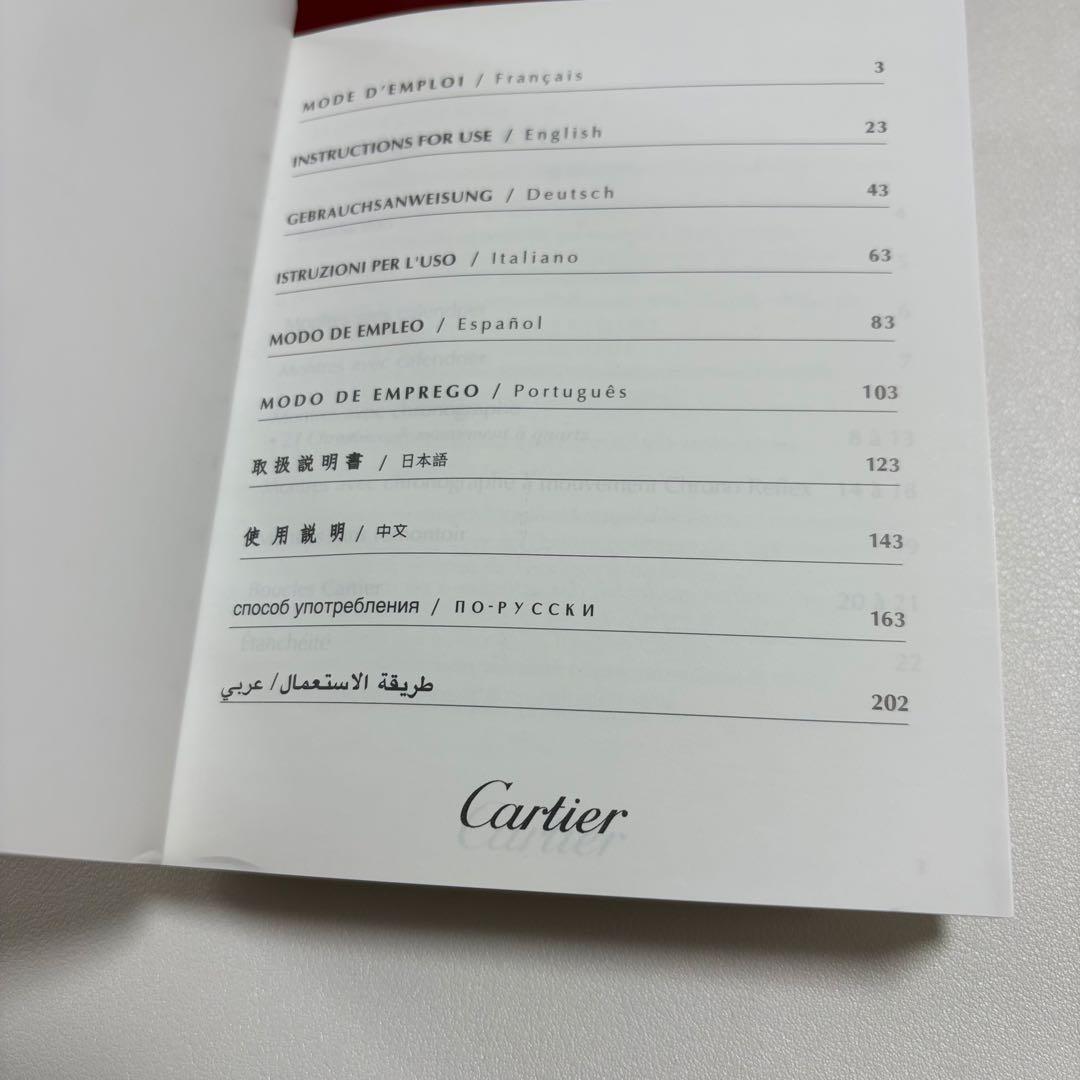 MODE D'EMPLOI / Français 3
INSTRUCTIONS FOR USE / English 23
GEBRAUCHSANWEISUNG / Deutsch 43
ISTRUZIONI PER L'USO / Italiano 63
MODO DE EMPLEO / Español 83
MODO DE EMPREGO / Português 103
取扱説明書 / 日本語 123
使用説明 / 中文 143
способ употребления / ПО-РУССКИ 163
طريقة الاستعمال/ عربي 202
Cartier